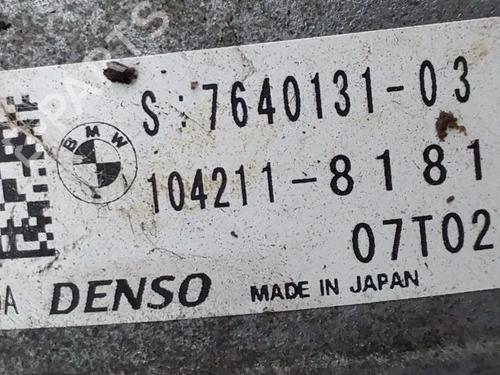 S:7640131-03
BMW
104211-8181
07T02
DENSO MADE IN JAPAN